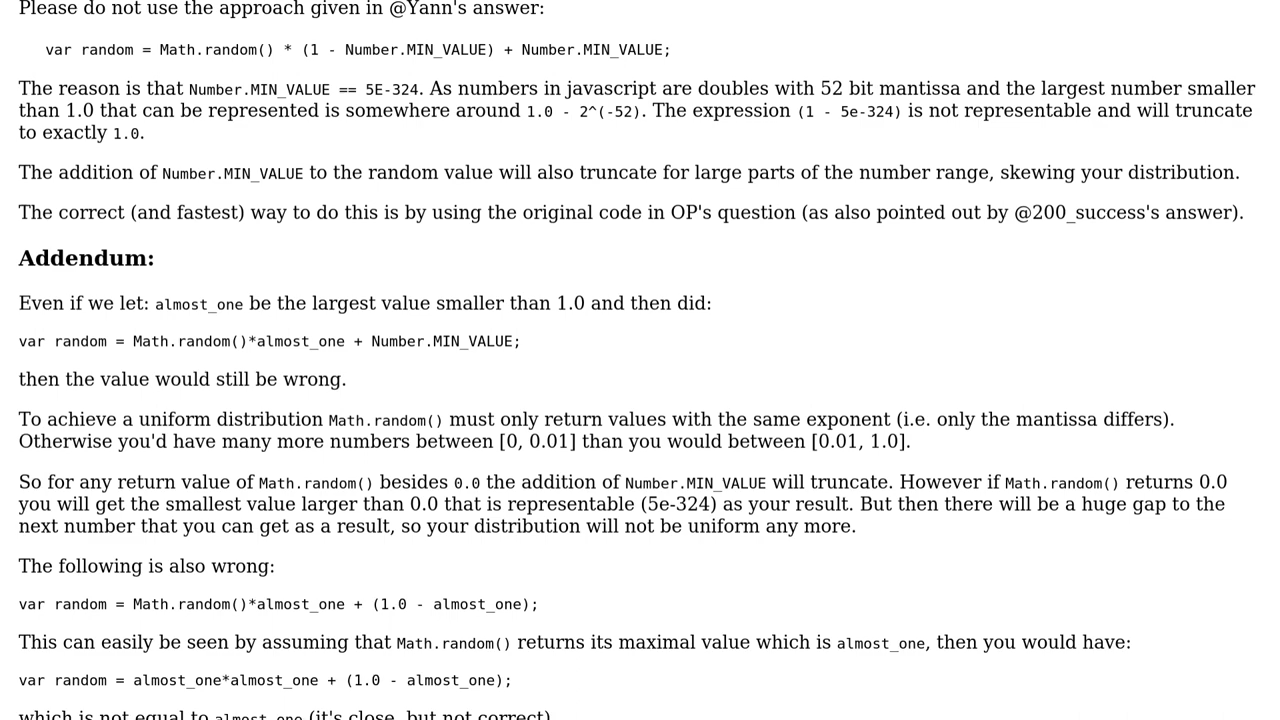 Please do not use the approach given in @Yann's answer:
var random = Math.random() * (1 - Number.MIN_VALUE) + Number.MIN_VALUE;
The reason is that Number.MIN_VALUE == 5E-324. As numbers in javascript are doubles with 52 bit mantissa and the largest number smaller
than 1.0 that can be represented is somewhere around 1.0 - 2^(-52). The expression (1 - 5e-324) is not representable and will truncate
to exactly 1.0.
The addition of Number.MIN_VALUE to the random value will also truncate for large parts of the number range, skewing your distribution.
The correct (and fastest) way to do this is by using the original code in OP's question (as also pointed out by @200_success's answer).
Addendum:
Even if we let: almost_one be the largest value smaller than 1.0 and then did:
var random = Math.random()*almost_one + Number.MIN_VALUE;
then the value would still be wrong.
To achieve a uniform distribution Math.random() must only return values with the same exponent (i.e. only the mantissa differs).
Otherwise you'd have many more numbers between [0, 0.01] than you would between [0.01, 1.0].
So for any return value of Math.random() besides 0.0 the addition of Number.MIN_VALUE will truncate. However if Math.random() returns 0.0
you will get the smallest value larger than 0.0 that is representable (5e-324) as your result. But then there will be a huge gap to the
next number that you can get as a result, so your distribution will not be uniform any more.
The following is also wrong:
var random = Math.random()*almost_one + (1.0 - almost_one);
This can easily be seen by assuming that Math.random() returns its maximal value which is almost_one, then you would have:
var random = almost_one*almost_one + (1.0 - almost_one);
which is not equal to almost_one (it's close, but not correct)